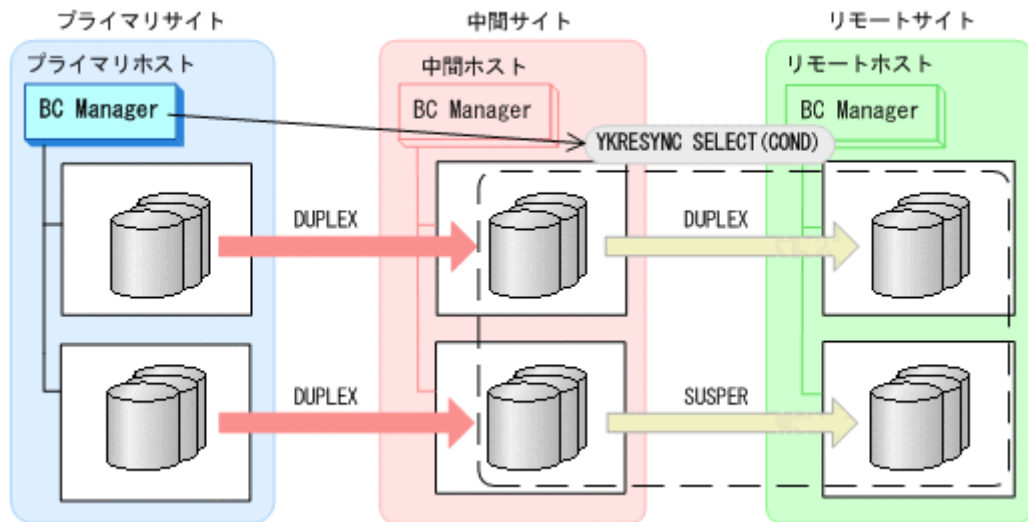 プライマリサイト
中間サイト
リモートサイト
プライマリホスト
中間ホスト
リモートホスト
BC Manager
BC Manager
BC Manager
YKRESYNC SELECT(COND)
DUPLEX
DUPLEX
DUPLEX
SUSPER